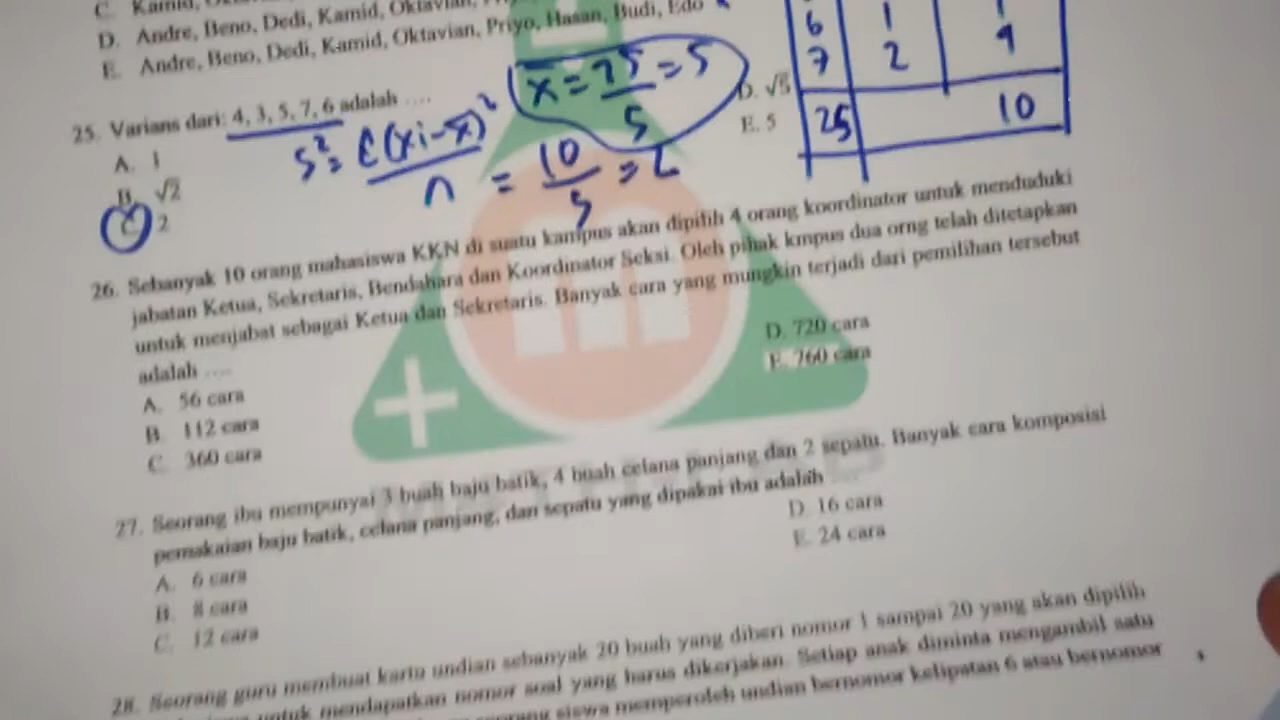 D. Andre, Beno, Dedi, Kamid, Oktavian,
E. Andre, Beno, Dedi, Kamid, Oktavian, Priyo, Hasan, Budi, Edo
6 1
7 2
25 10
25. Varians dari: 4, 3, 5, 7, 6 adalah ....
x̄ = 25/5 = 5
S² = Σ(xi-x̄)²/n = 10/5 = 2
A. 1
B. √2
C. 2
D. √5
E. 5
26. Sebanyak 10 orang mahasiswa KKN di suatu kampus akan dipilih 4 orang koordinator untuk menduduki
jabatan Ketua, Sekretaris, Bendahara dan Koordinator Seksi. Oleh pihak kmpus dua orng telah ditetapkan
untuk menjabat sebagai Ketua dan Sekretaris. Banyak cara yang mungkin terjadi dari pemilihan tersebut
adalah ....
A. 56 cara
B. 112 cara
C. 360 cara
D. 720 cara
E. 760 cara
27. Seorang ibu mempunyai 3 buah baju batik, 4 buah celana panjang dan 2 sepatu. Banyak cara komposisi
pemakaian baju batik, celana panjang, dan sepatu yang dipakai ibu adalah
A. 6 cara
B. 8 cara
C. 12 cara
D. 16 cara
E. 24 cara
28. Seorang guru membuat kartu undian sebanyak 20 buah yang diberi nomor 1 sampai 20 yang akan dipilih
untuk mendapatkan nomor soal yang harus dikerjakan. Setiap anak diminta mengambil satu
siswa memperoleh undian bernomor kelipatan 6 atau bernomor